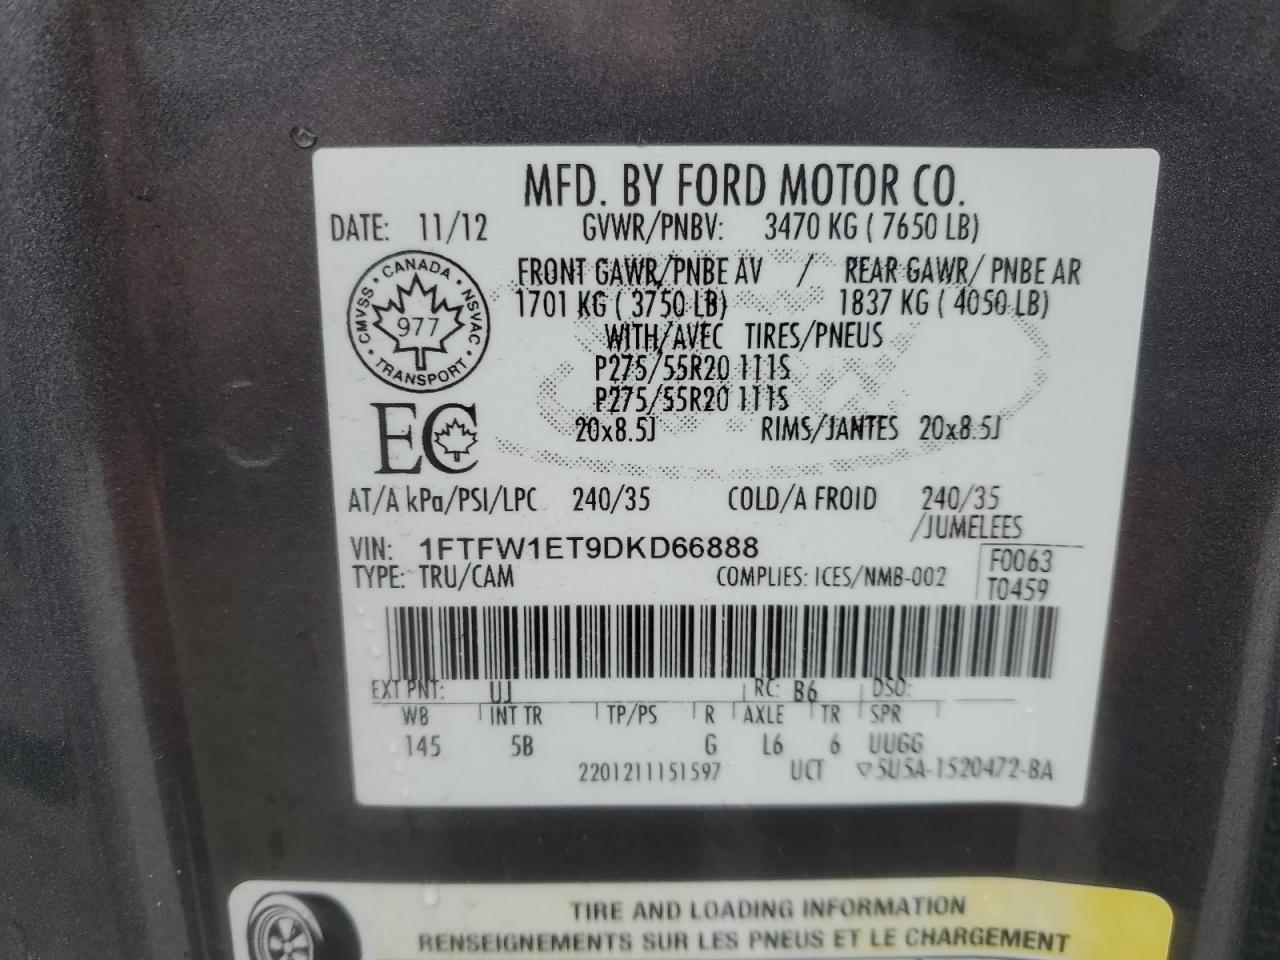 MFD. BY FORD MOTOR CO.
DATE: 11/12 GVWR/PNBV: 3470 KG ( 7650 LB)
FRONT GAWR/PNBE AV / REAR GAWR/ PNBE AR
1701 KG ( 3750 LB) 1837 KG ( 4050 LB)
WITH/AVEC TIRES/PNEUS
P275/55R20 111S
P275/55R20 111S
20x8.5J RIMS/JANTES 20x8.5J
CANADA
CMVSS NSVAC
977
TRANSPORT
EC
AT/A kPa/PSI/LPC 240/35 COLD/A FROID 240/35
/JUMELEES
VIN: 1FTFW1ET9DKD66888
F0063
TYPE: TRU/CAM COMPLIES: ICES/NMB-002
T0459
EXT PNT: UJ RC: B6 DSO:
WB INT TR TP/PS R AXLE TR SPR
145 5B G L6 6 UUGG
2201211151597 UCT ▽5U5A-1520472-BA
TIRE AND LOADING INFORMATION
RENSEIGNEMENTS SUR LES PNEUS ET LE CHARGEMENT